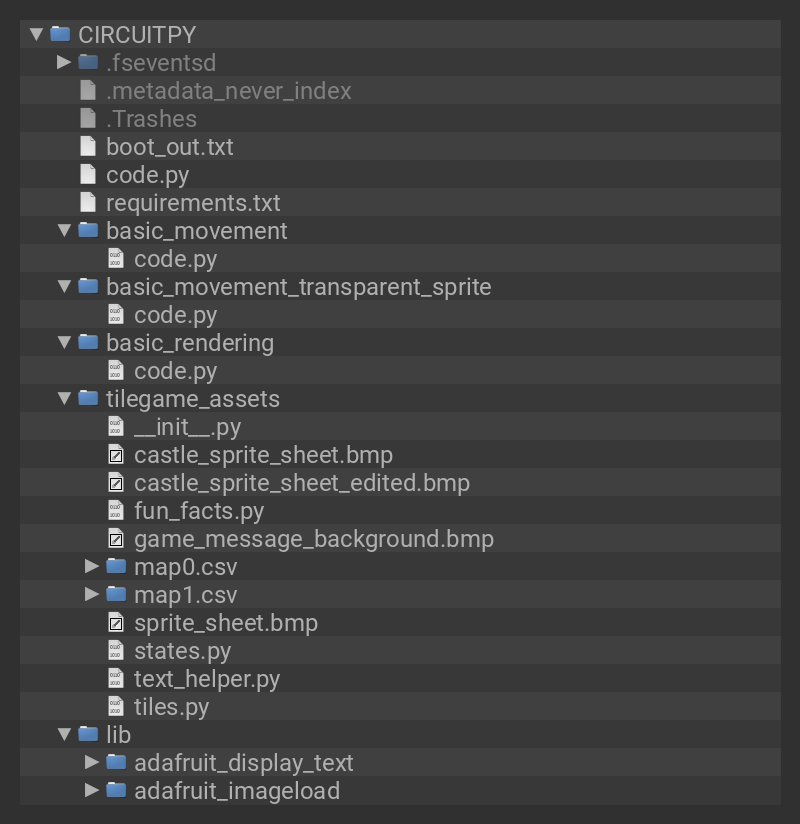 CIRCUITPY
.fseventsd
.metadata_never_index
.Trashes
boot_out.txt
code.py
requirements.txt
basic_movement
code.py
basic_movement_transparent_sprite
code.py
basic_rendering
code.py
tilegame_assets
__init__.py
castle_sprite_sheet.bmp
castle_sprite_sheet_edited.bmp
fun_facts.py
game_message_background.bmp
map0.csv
map1.csv
sprite_sheet.bmp
states.py
text_helper.py
tiles.py
lib
adafruit_display_text
adafruit_imageload